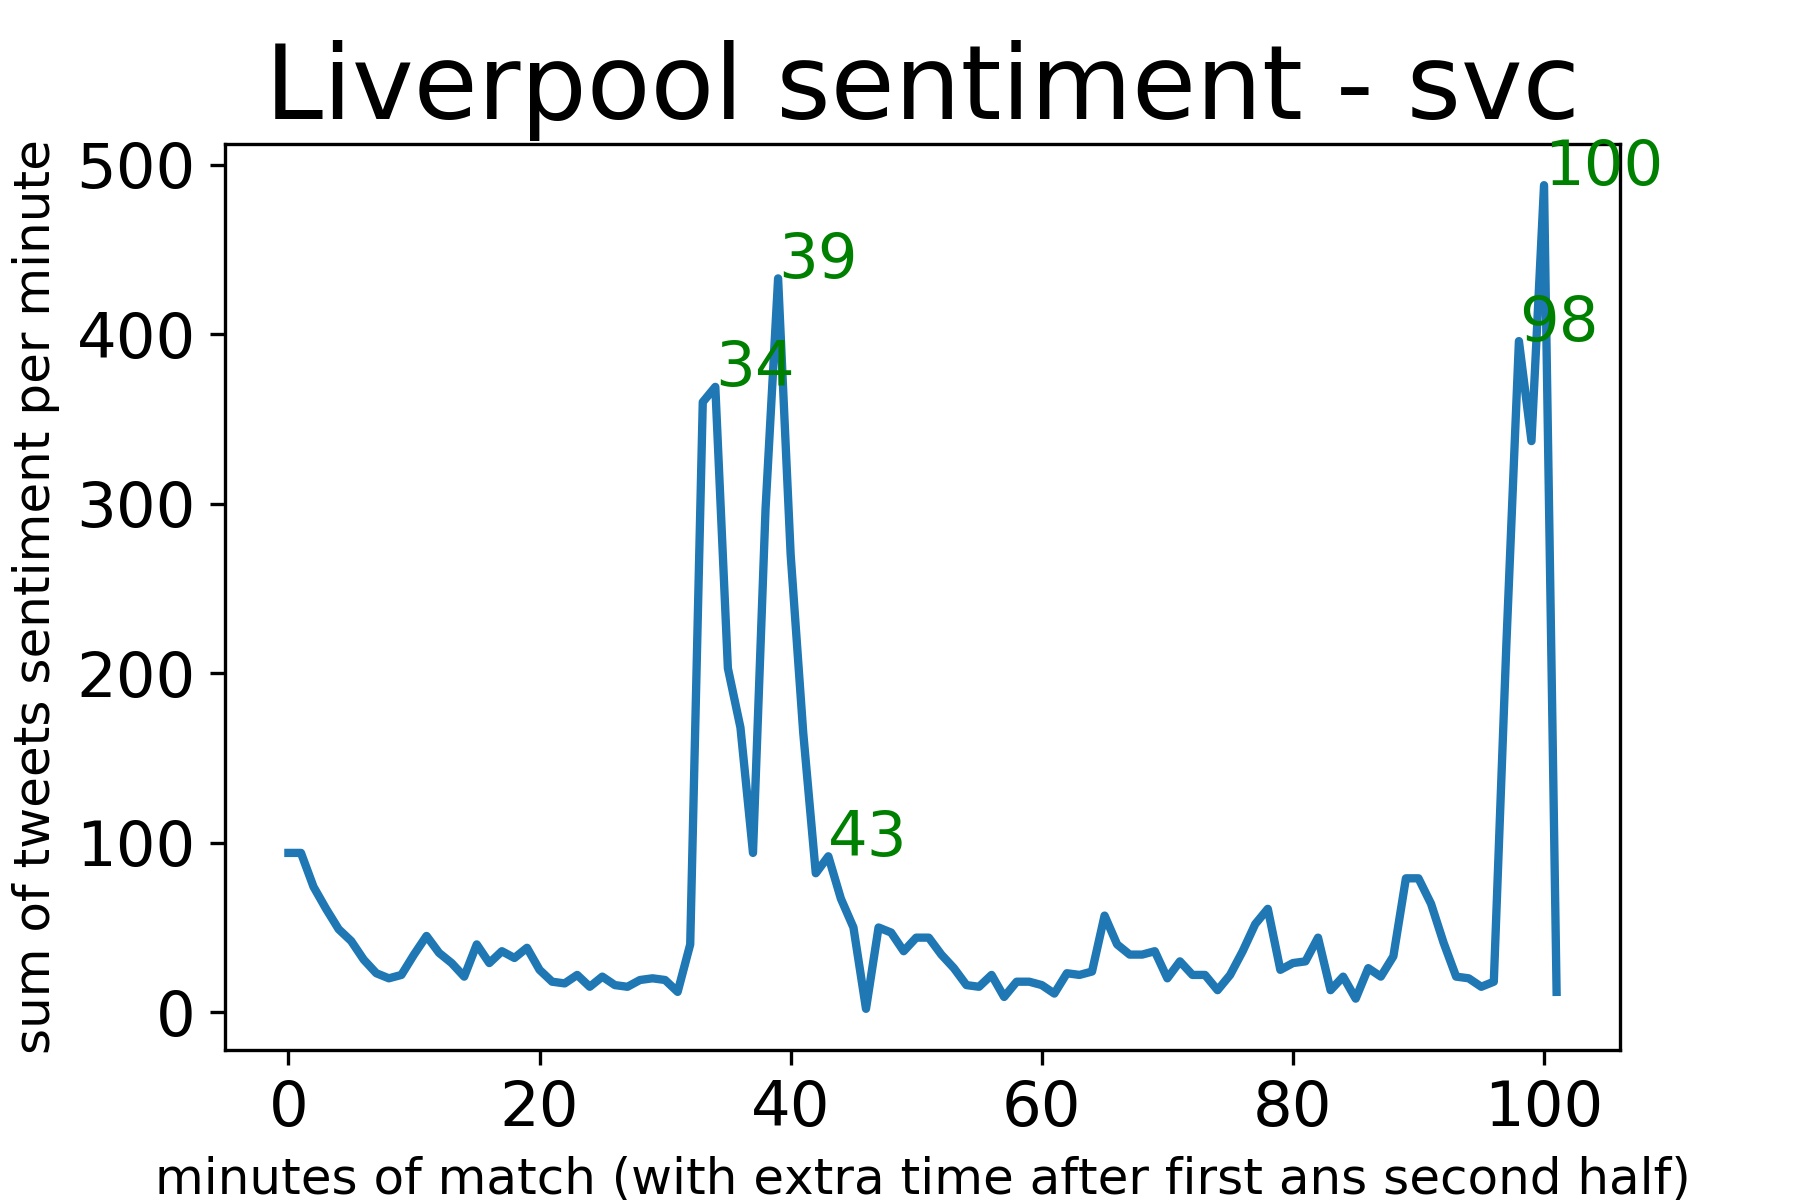 Liverpool sentiment - svc
sum of tweets sentiment per minute
500
400
300
200
100
0
100
39
98
34
43
0 20 40 60 80 100
minutes of match (with extra time after first ans second half)